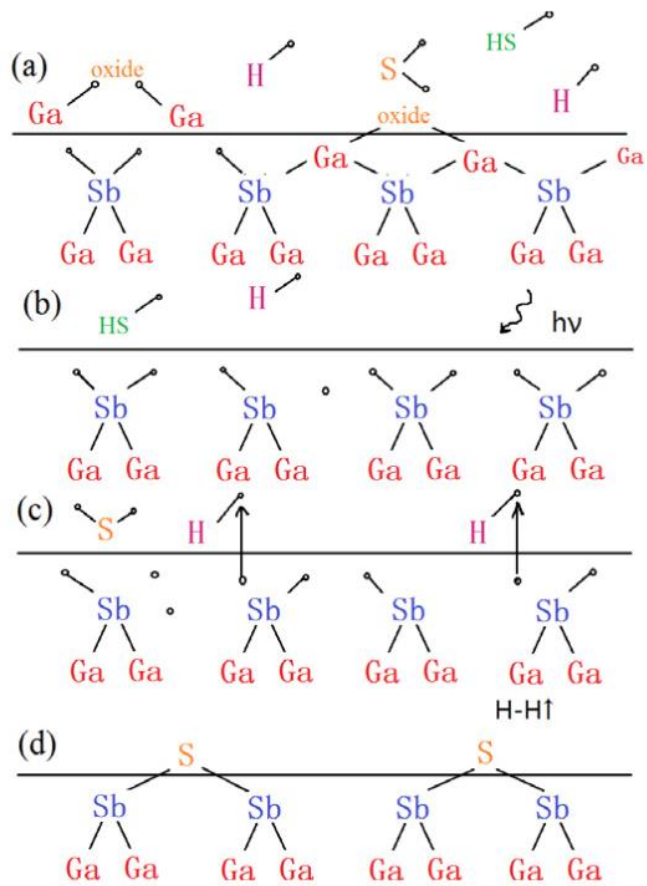 HS
(a) oxide H S H
Ga Ga oxide
Ga Ga Ga
Sb Sb Sb Sb
Ga Ga Ga Ga Ga Ga Ga Ga
(b) HS H hν
Sb Sb Sb Sb
Ga Ga Ga Ga Ga Ga Ga Ga
(c) S H H
Sb Sb Sb Sb
Ga Ga Ga Ga Ga Ga Ga Ga
H-H↑
(d) S S
Sb Sb Sb Sb
Ga Ga Ga Ga Ga Ga Ga Ga